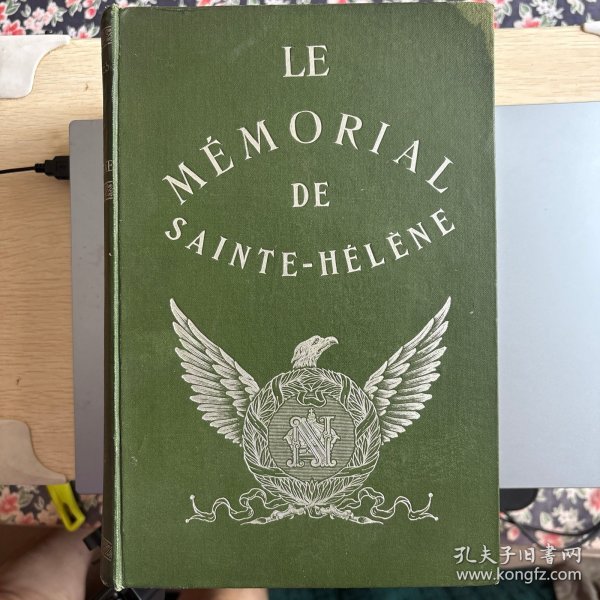 LE
MÉMORIAL
DE
SAINTE-HÉLÈNE
N
孔夫子旧书网
www.kongfz.com